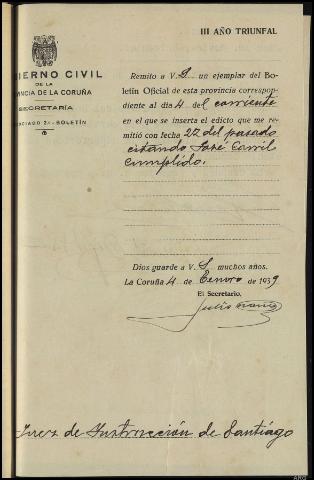 III AÑO TRIUNFAL
IERNO CIVIL
DE LA
INCIA DE LA CORUÑA
SECRETARÍA
OCIADO 2.º-BOLETÍN
Remito a V. S. un ejemplar del Bo-
letín Oficial de esta provincia correspon-
diente al día 4 del corriente
en el que se inserta el edicto que me re-
mitió con fecha 27 del pasado
citando José Carril
Cumplido.
Dios guarde a V. S. muchos años.
La Coruña 4 de Enero de 1939
El Secretario,
Juez de Instrucción de Santiago